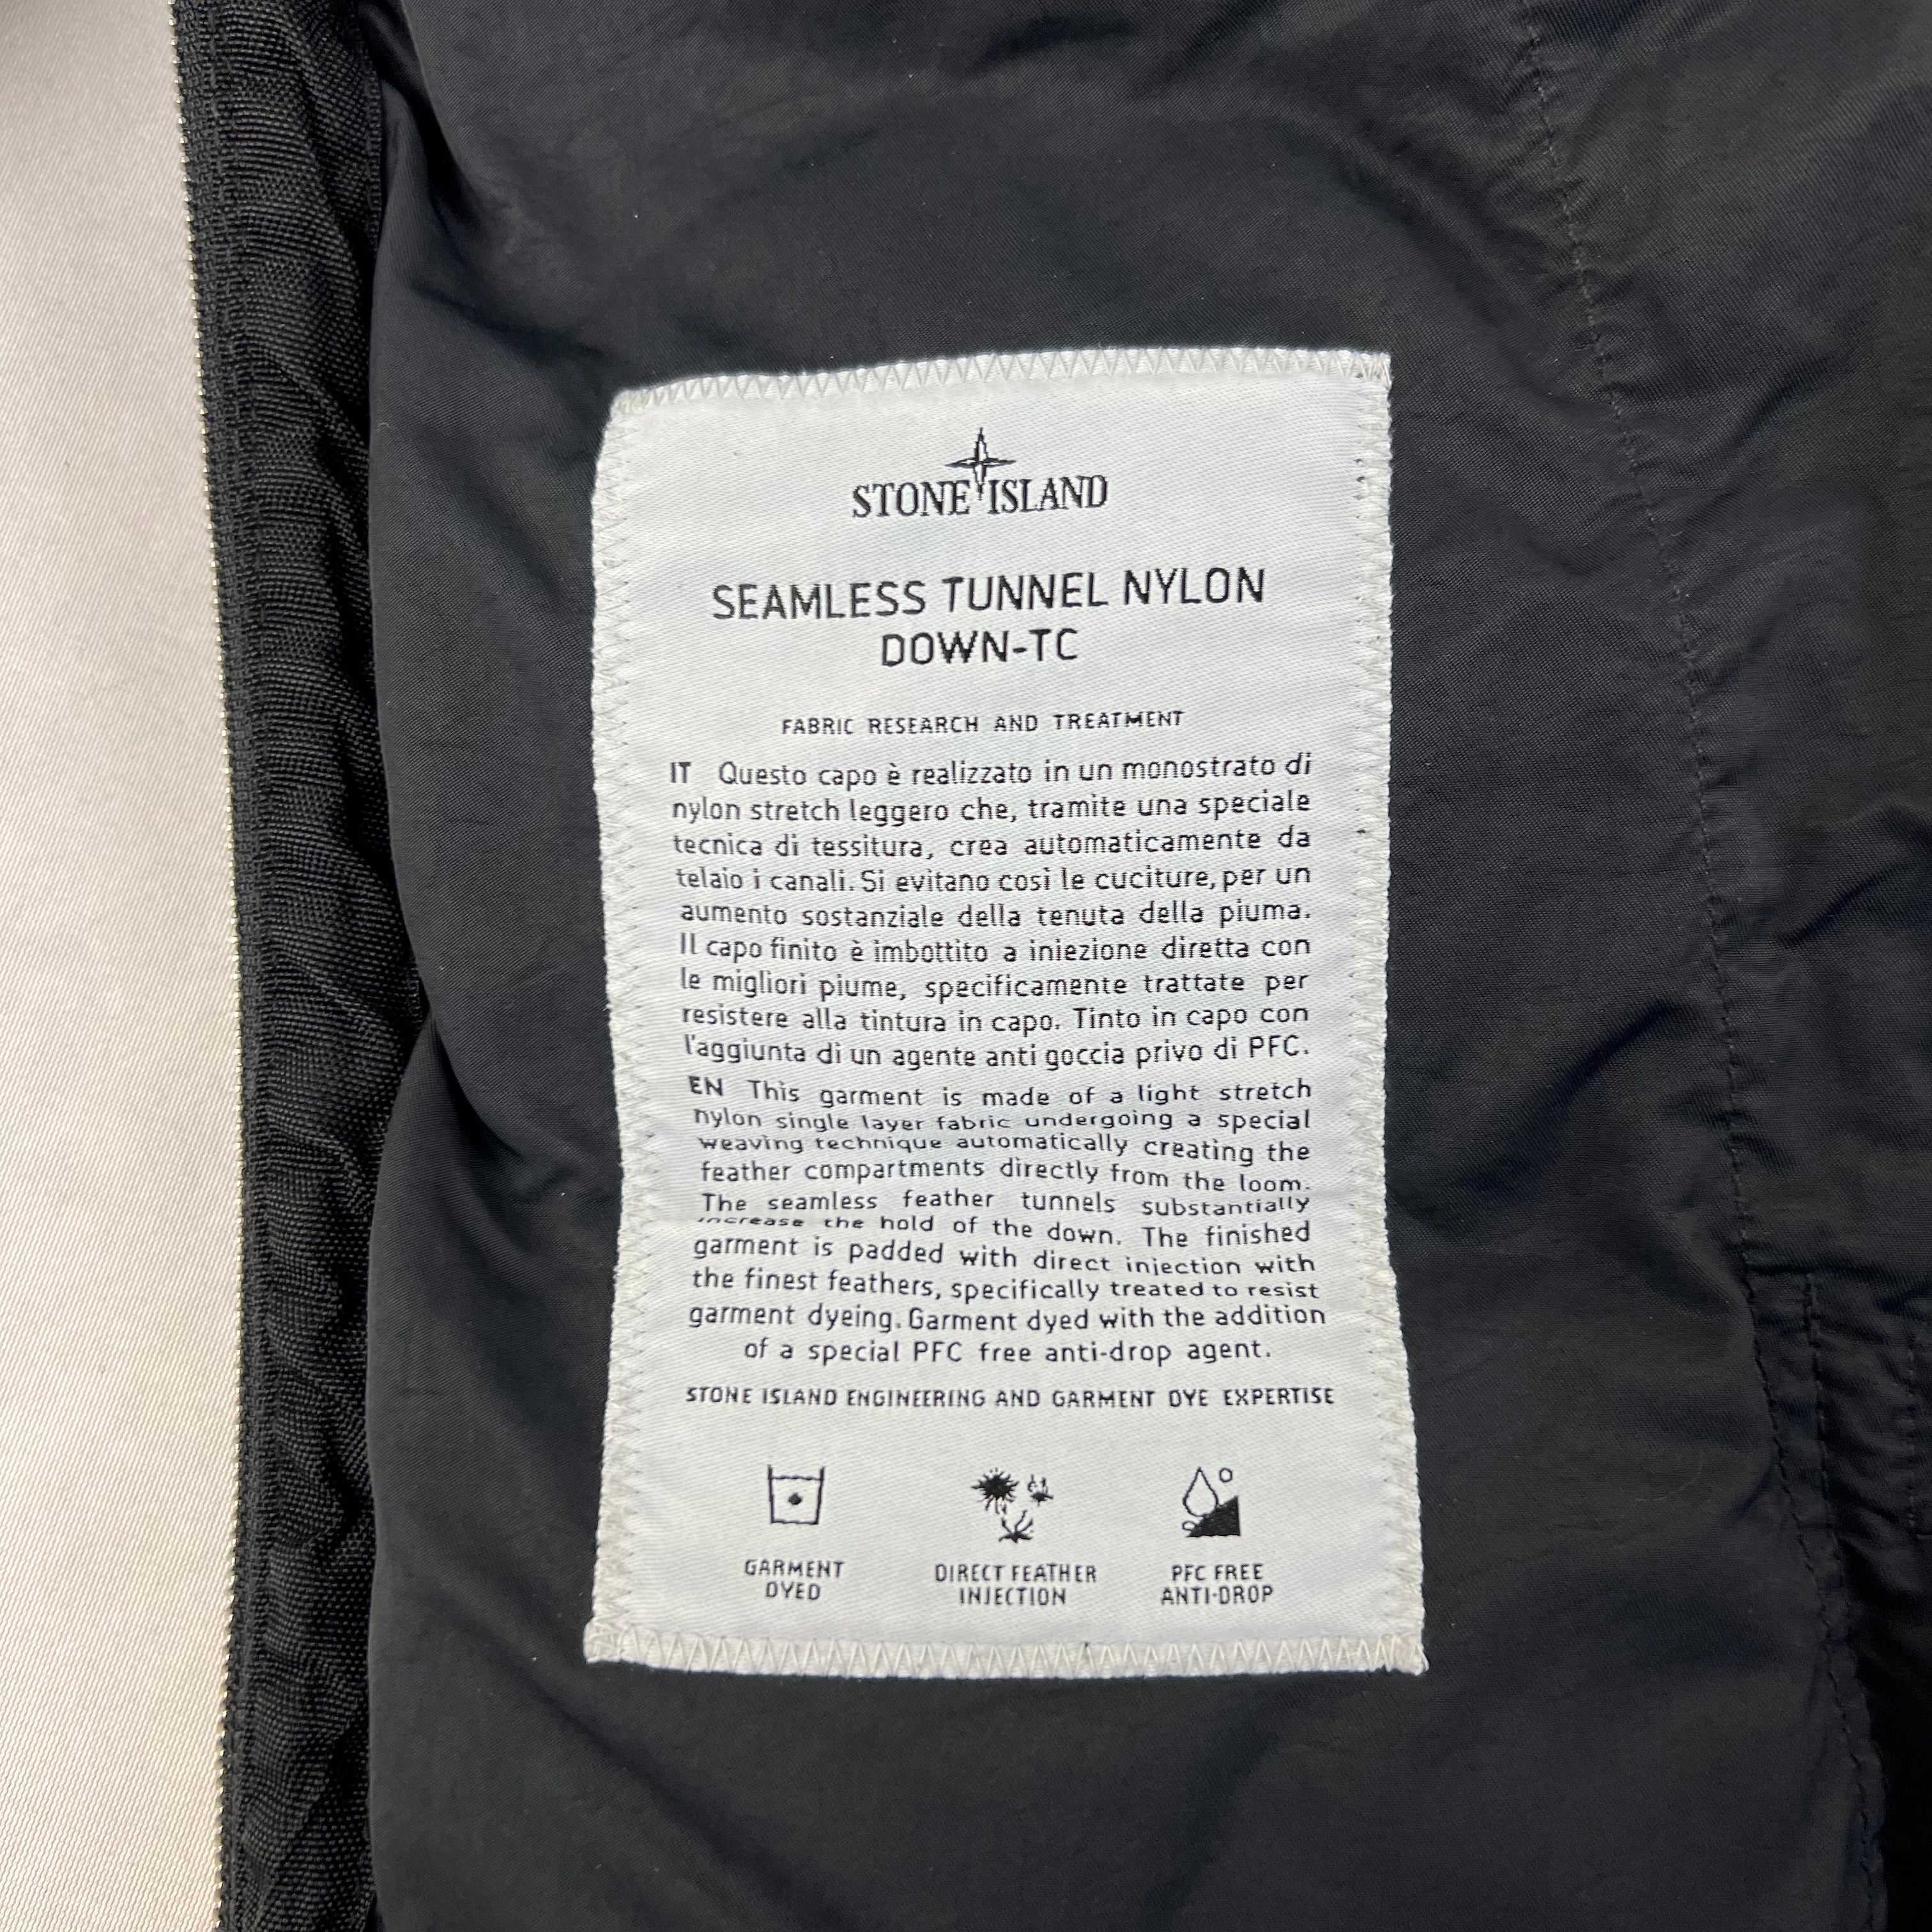 STONE ISLAND
SEAMLESS TUNNEL NYLON
DOWN-TC
FABRIC RESEARCH AND TREATMENT
IT Questo capo è realizzato in un monostrato di
nylon stretch leggero che, tramite una speciale
tecnica di tessitura, crea automaticamente da
telaio i canali. Si evitano così le cuciture, per un
aumento sostanziale della tenuta della piuma.
Il capo finito è imbottito a iniezione diretta con
le migliori piume, specificamente trattate per
resistere alla tintura in capo. Tinto in capo con
l'aggiunta di un agente anti goccia privo di PFC.
EN This garment is made of a light stretch
nylon single layer fabric undergoing a special
weaving technique automatically creating the
feather compartments directly from the loom.
The seamless feather tunnels substantially
increase the hold of the down. The finished
garment is padded with direct injection with
the finest feathers, specifically treated to resist
garment dyeing. Garment dyed with the addition
of a special PFC free anti-drop agent.
STONE ISLAND ENGINEERING AND GARMENT DYE EXPERTISE
GARMENT
DYED
DIRECT FEATHER
INJECTION
PFC FREE
ANTI-DROP